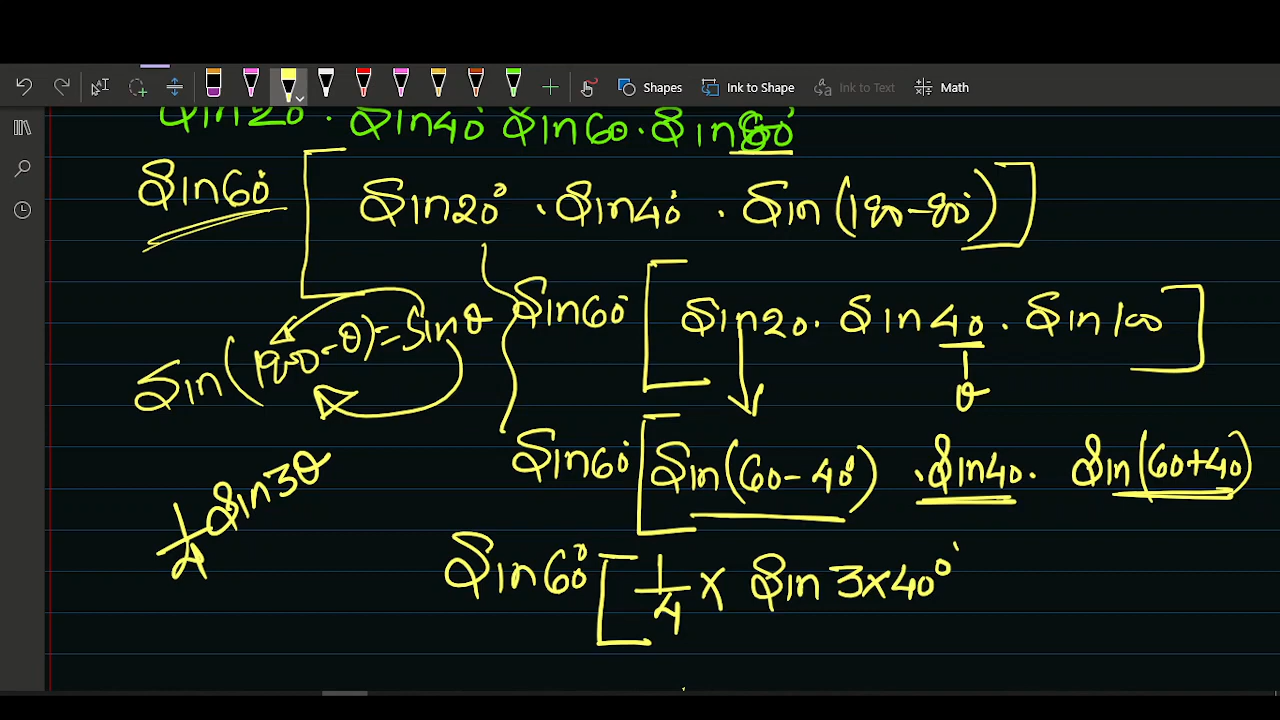 Shapes Ink to Shape Ink to Text Math
Sin20 · Sin40° Sin60 · Sin80°
Sin60° [ Sin20° · Sin40° · Sin(180-80°) ]
Sin60° [ Sin20 · Sin40 · Sin100 ]
Sin(180-θ)=Sinθ
θ
Sin60° [ Sin(60-40°) · Sin40 · Sin(60+40)
1/4 Sin3θ
Sin60° [ 1/4 × Sin 3×40°